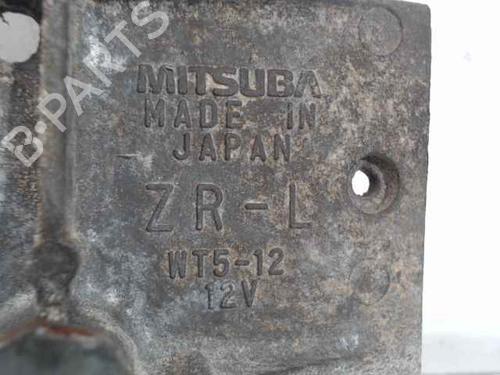 B-PARTS
MITSUBA
MADE IN
JAPAN
ZR-L
WT5-12
12V